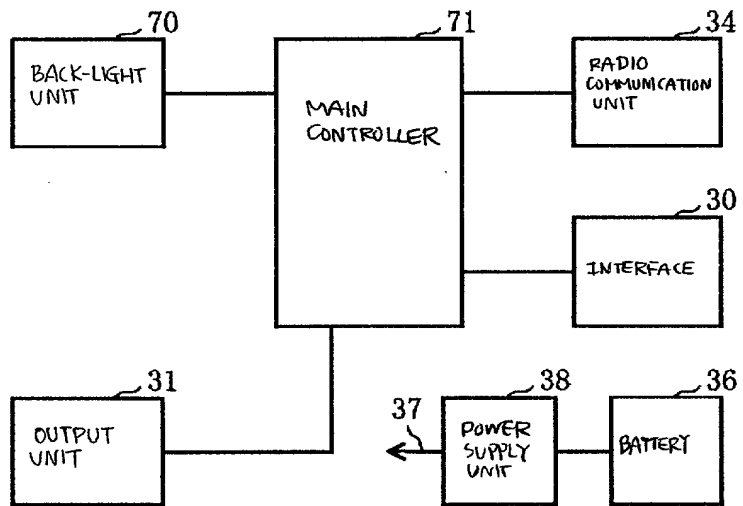 70
71
34
BACK-LIGHT
UNIT
MAIN
CONTROLLER
RADIO
COMMUNICATION
UNIT
30
INTERFACE
31
OUTPUT
UNIT
37
38
POWER
SUPPLY
UNIT
36
BATTERY